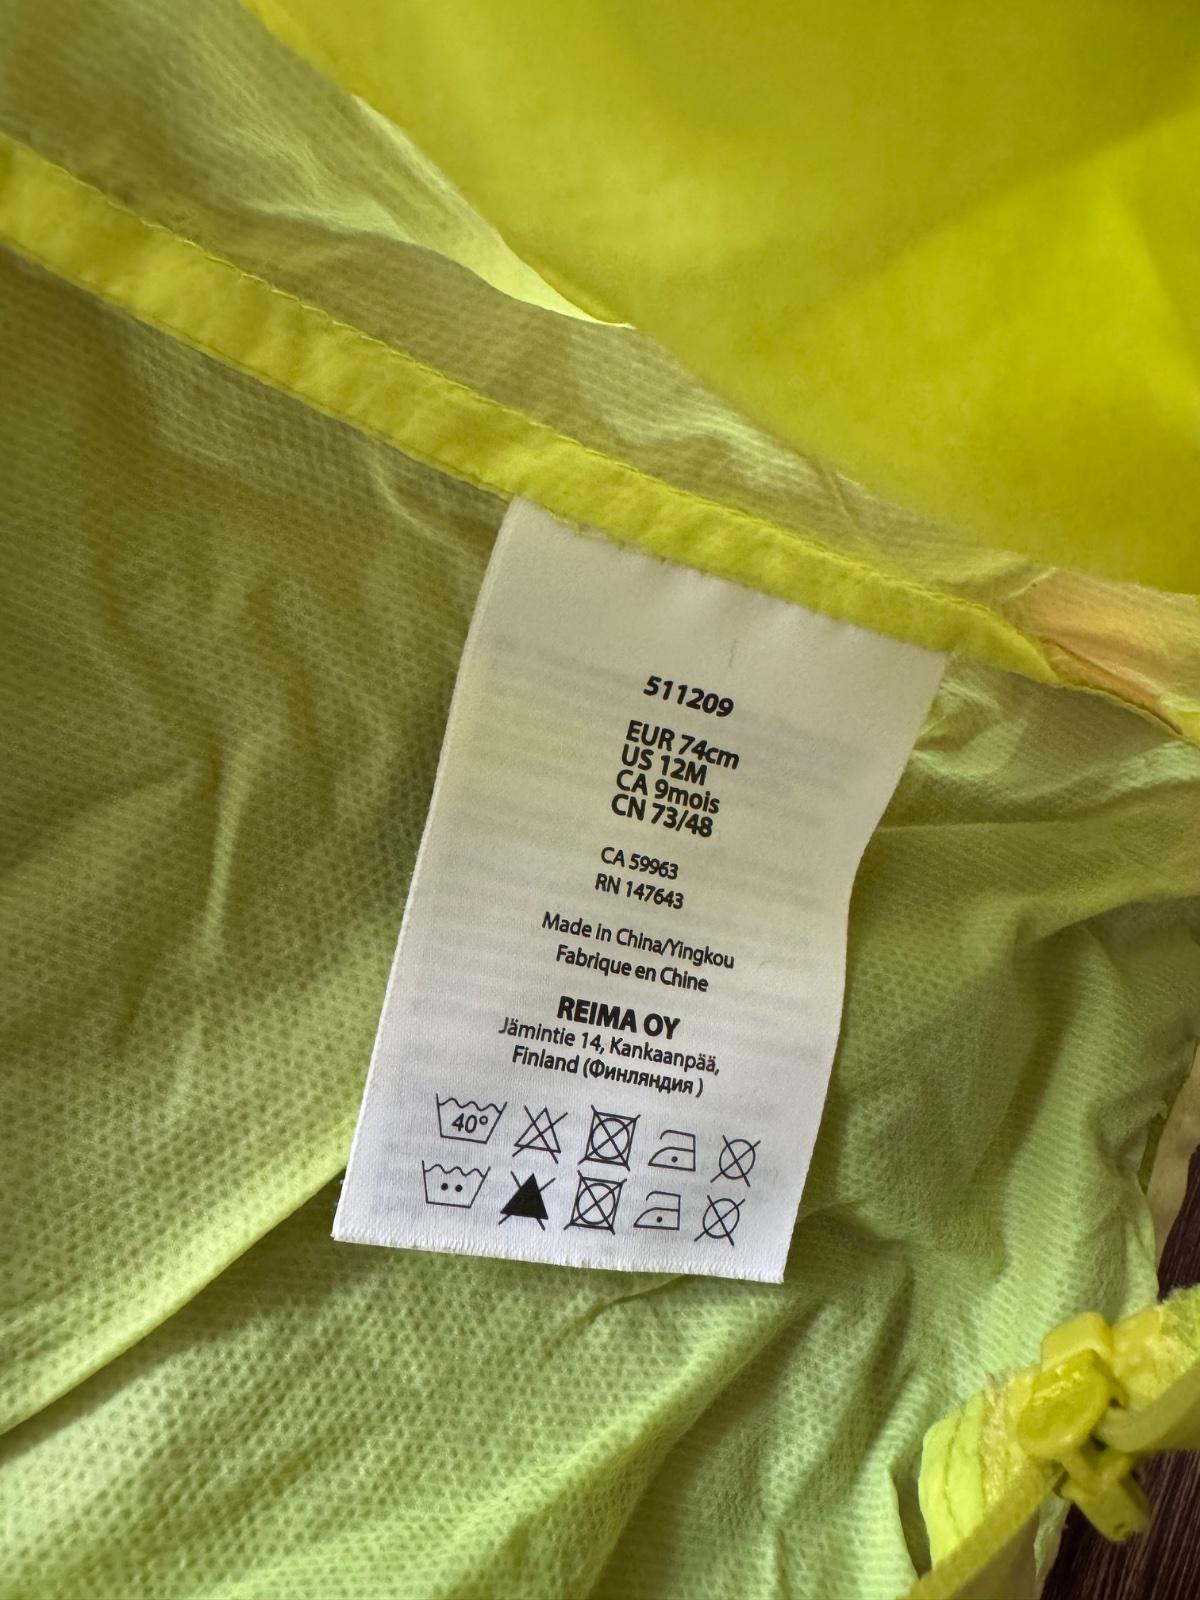 511209
EUR 74cm
US 12M
CA 9mois
CN 73/48
CA 59963
RN 147643
Made in China/Yingkou
Fabrique en Chine
REIMA OY
Jämintie 14, Kankaanpää,
Finland (Финляндия )
40°